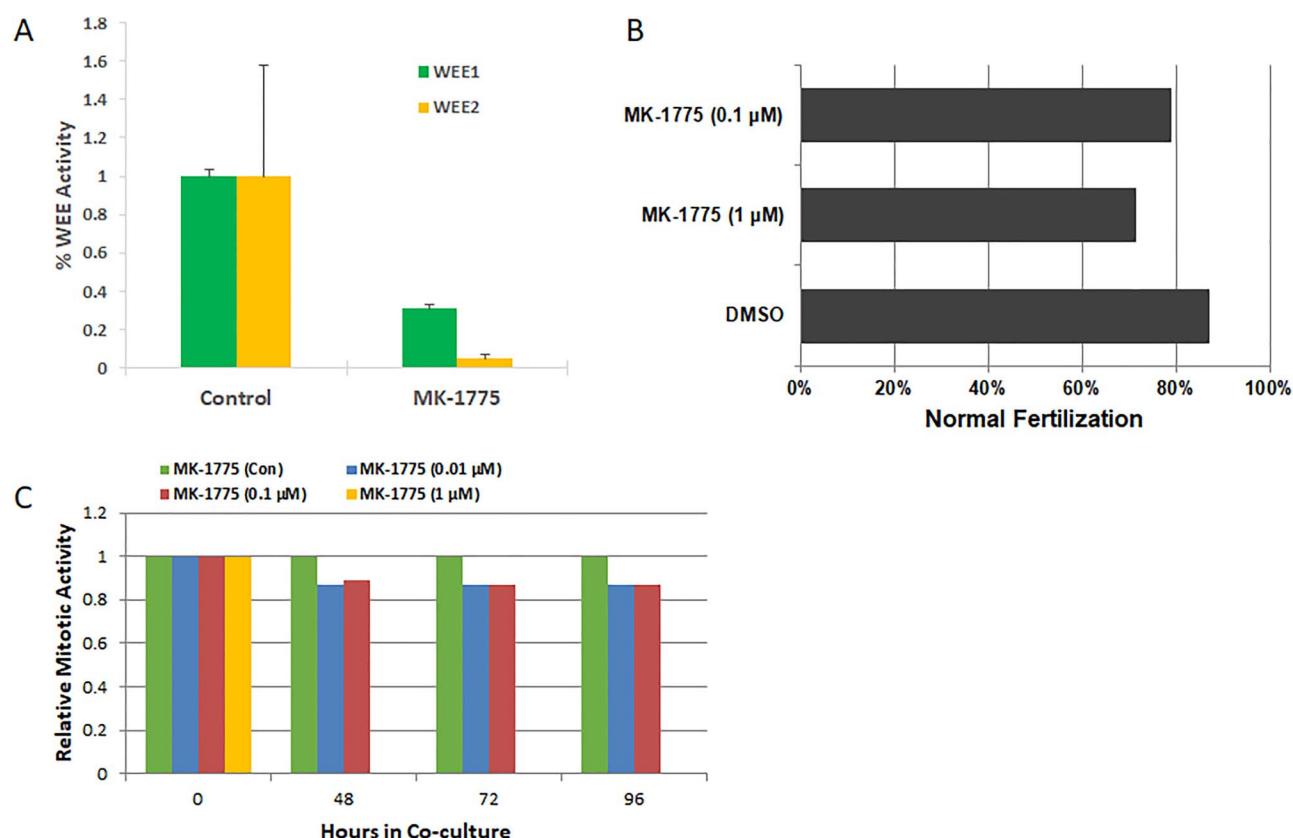 A
% WEE Activity
1.8
1.6
1.4
1.2
1
0.8
0.6
0.4
0.2
0
WEE1
WEE2
Control MK-1775
B
MK-1775 (0.1 µM)
MK-1775 (1 µM)
DMSO
0% 20% 40% 60% 80% 100%
Normal Fertilization
C
MK-1775 (Con) MK-1775 (0.01 µM)
MK-1775 (0.1 µM) MK-1775 (1 µM)
Relative Mitotic Activity
1.2
1
0.8
0.6
0.4
0.2
0
0 48 72 96
Hours in Co-culture